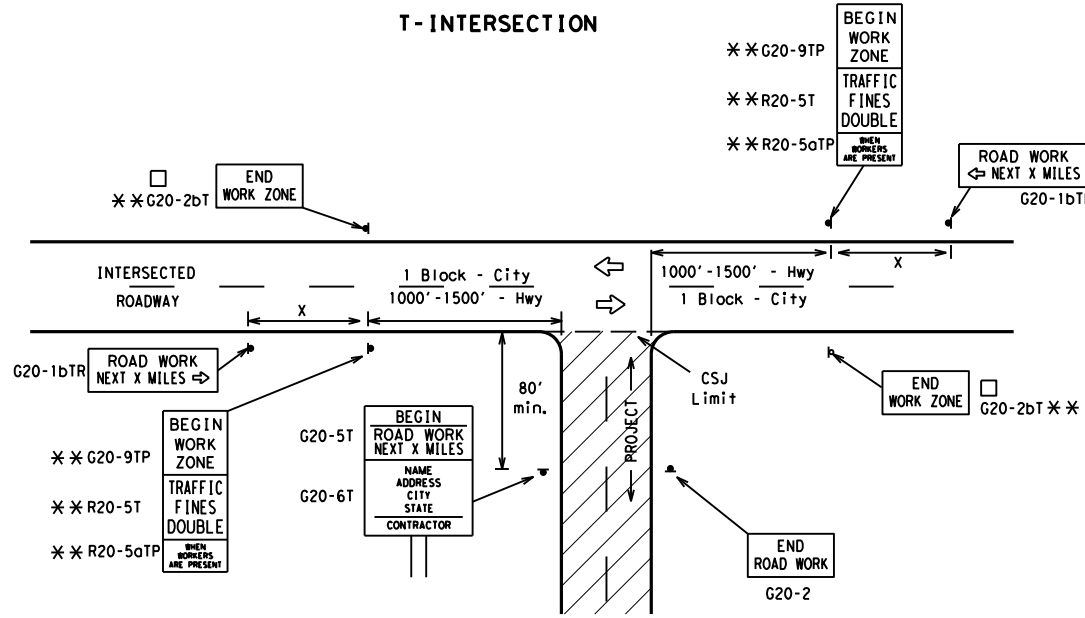 T-INTERSECTION
BEGIN
WORK
ZONE
TRAFFIC
FINES
DOUBLE
WHEN
WORKERS
ARE PRESENT
**G20-9TP
**R20-5T
**R20-5aTP
ROAD WORK
⇦ NEXT X MILES
G20-1bT
END
WORK ZONE
□
**G20-2bT
INTERSECTED
ROADWAY
1 Block - City
1000'-1500' - Hwy
X
1000'-1500' - Hwy
1 Block - City
X
G20-1bTR
ROAD WORK
NEXT X MILES ⇨
80'
min.
PROJECT
CSJ
Limit
END
WORK ZONE
□
G20-2bT **
BEGIN
WORK
ZONE
TRAFFIC
FINES
DOUBLE
WHEN
WORKERS
ARE PRESENT
**G20-9TP
**R20-5T
**R20-5aTP
G20-5T
BEGIN
ROAD WORK
NEXT X MILES
G20-6T
NAME
ADDRESS
CITY
STATE
CONTRACTOR
END
ROAD WORK
G20-2